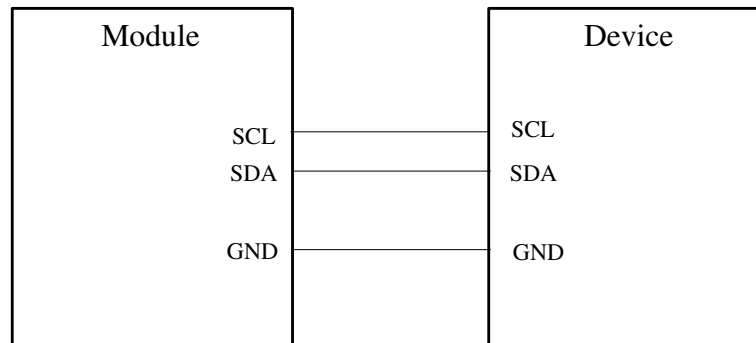 Module
Device
SCL
SCL
SDA
SDA
GND
GND